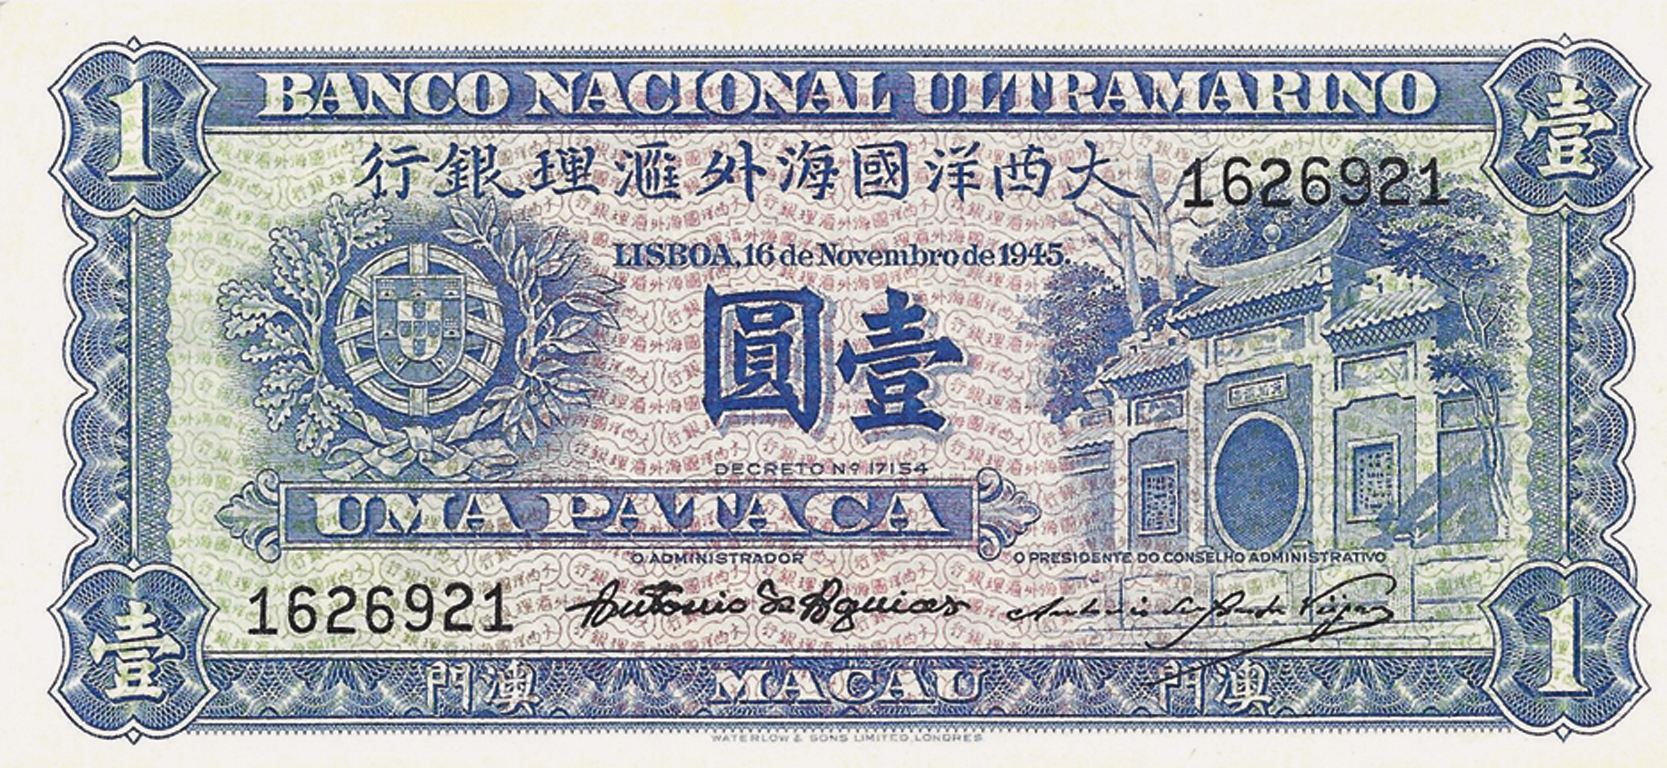 1
BANCO NACIONAL ULTRAMARINO
壹
行銀理滙外海國西洋大
1626921
LISBOA, 16 de Novembro de 1945.
圓壹
DECRETO Nº 17154
UMA PATACA
O ADMINISTRADOR
O PRESIDENTE DO CONSELHO ADMINISTRATIVO
1626921
壹
門澳
MACAU
門澳
1
WATERLOW & SONS LIMITED, LONDRES